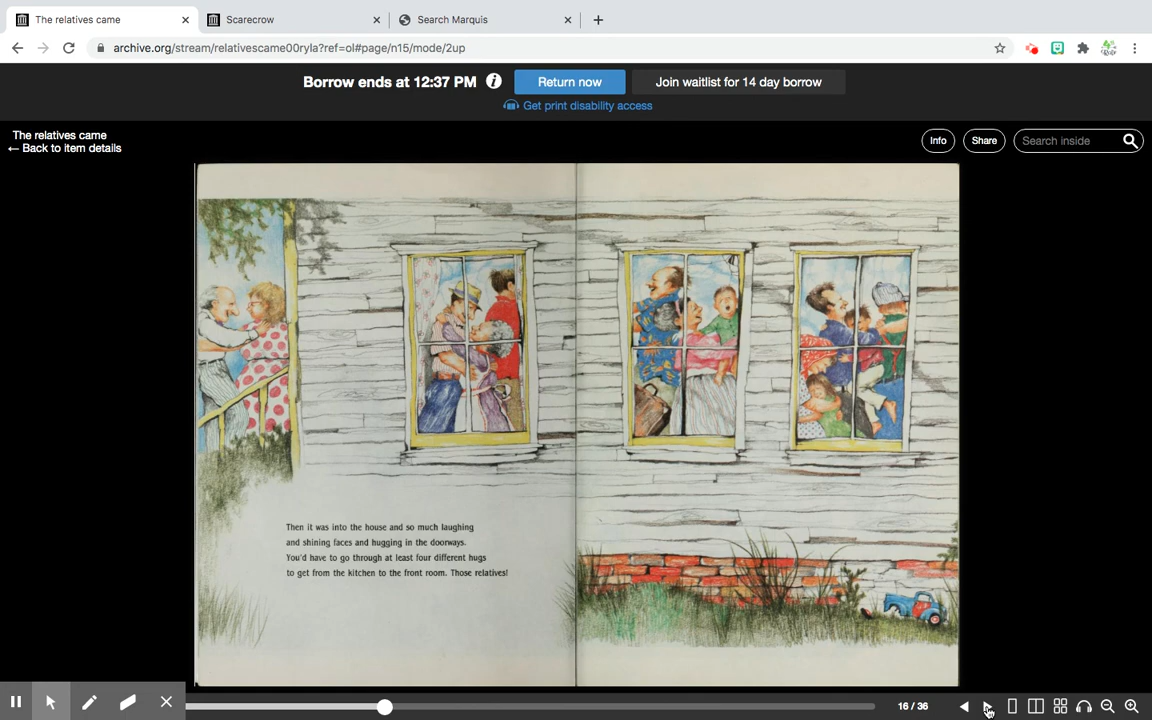 The relatives came
Scarecrow
Search Marquis
archive.org/stream/relativescame00ryla?ref=ol#page/n15/mode/2up
Borrow ends at 12:37 PM
Return now
Join waitlist for 14 day borrow
Get print disability access
The relatives came
← Back to item details
Info
Share
Search inside
Then it was into the house and so much laughing
and shining faces and hugging in the doorways.
You'd have to go through at least four different hugs
to get from the kitchen to the front room. Those relatives!
16 / 36